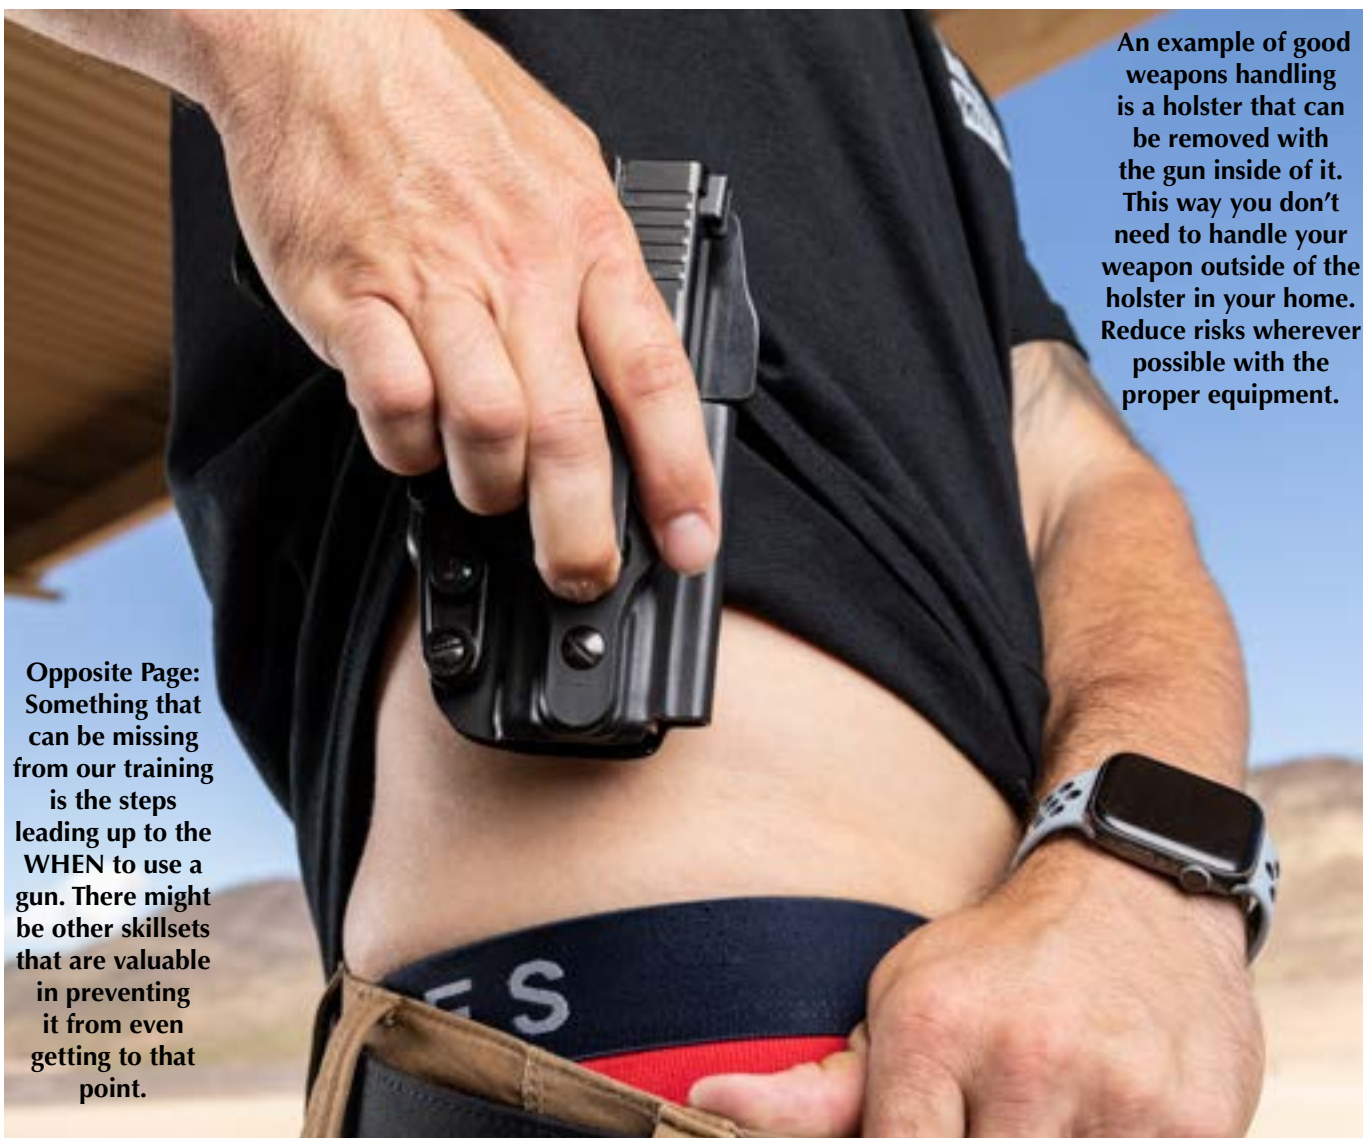 An example of good
weapons handling
is a holster that can
be removed with
the gun inside of it.
This way you don’t
need to handle your
weapon outside of the
holster in your home.
Reduce risks wherever
possible with the
proper equipment.
Opposite Page:
Something that
can be missing
from our training
is the steps
leading up to the
WHEN to use a
gun. There might
be other skillsets
that are valuable
in preventing
it from even
getting to that
point.
ES